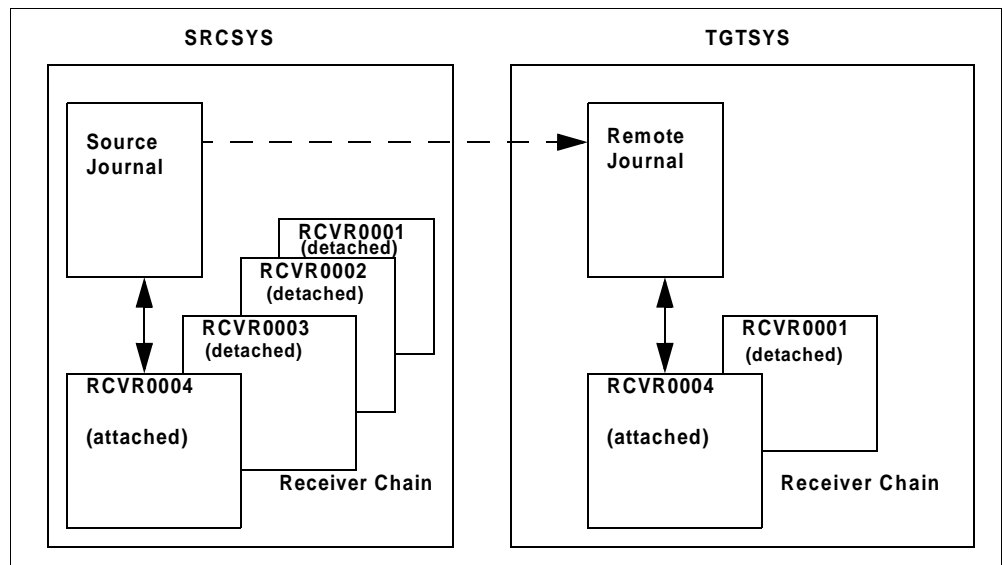 SRCSYS
TGTSYS
Source
Journal
Remote
Journal
RCVR0001
(detached)
RCVR0002
(detached)
RCVR0003
(detached)
RCVR0004
(attached)
Receiver Chain
RCVR0001
(detached)
RCVR0004
(attached)
Receiver Chain